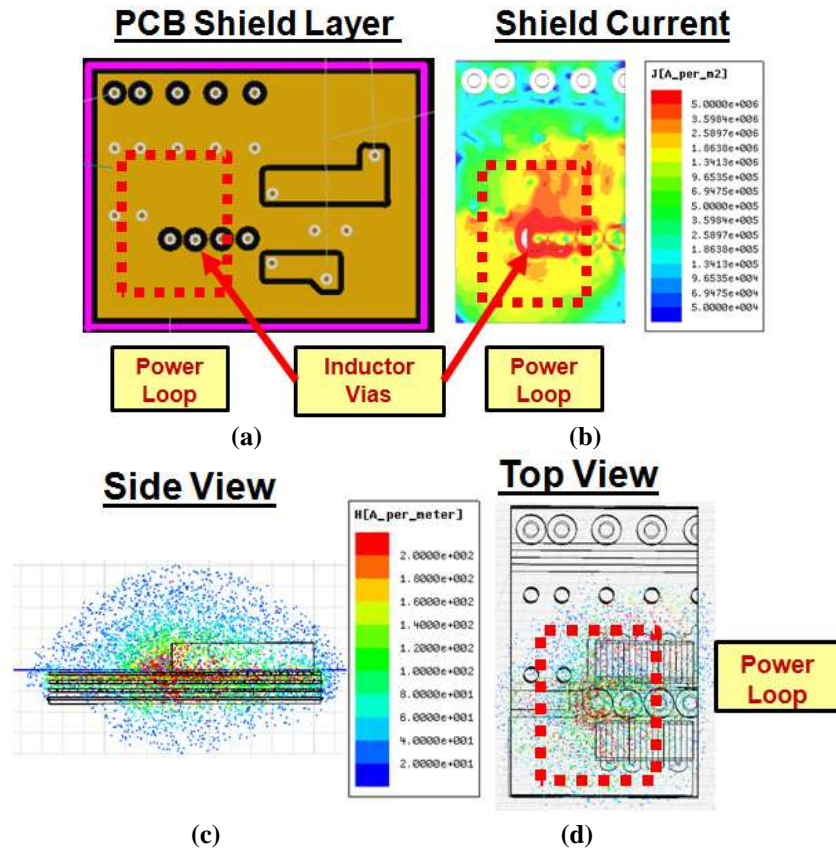 PCB Shield Layer
Shield Current
J[A_per_m2]
5.0000e+006
3.5984e+006
2.5897e+006
1.8638e+006
1.3413e+006
9.6535e+005
6.9475e+005
5.0000e+005
3.5984e+005
2.5897e+005
1.8638e+005
1.3413e+005
9.6535e+004
6.9475e+004
5.0000e+004
Power
Loop
Inductor
Vias
Power
Loop
(a)
(b)
Side View
Top View
H[A_per_meter]
2.0000e+002
1.8000e+002
1.6000e+002
1.4000e+002
1.2000e+002
1.0000e+002
8.0000e+001
6.0000e+001
4.0000e+001
2.0000e+001
Power
Loop
(c)
(d)